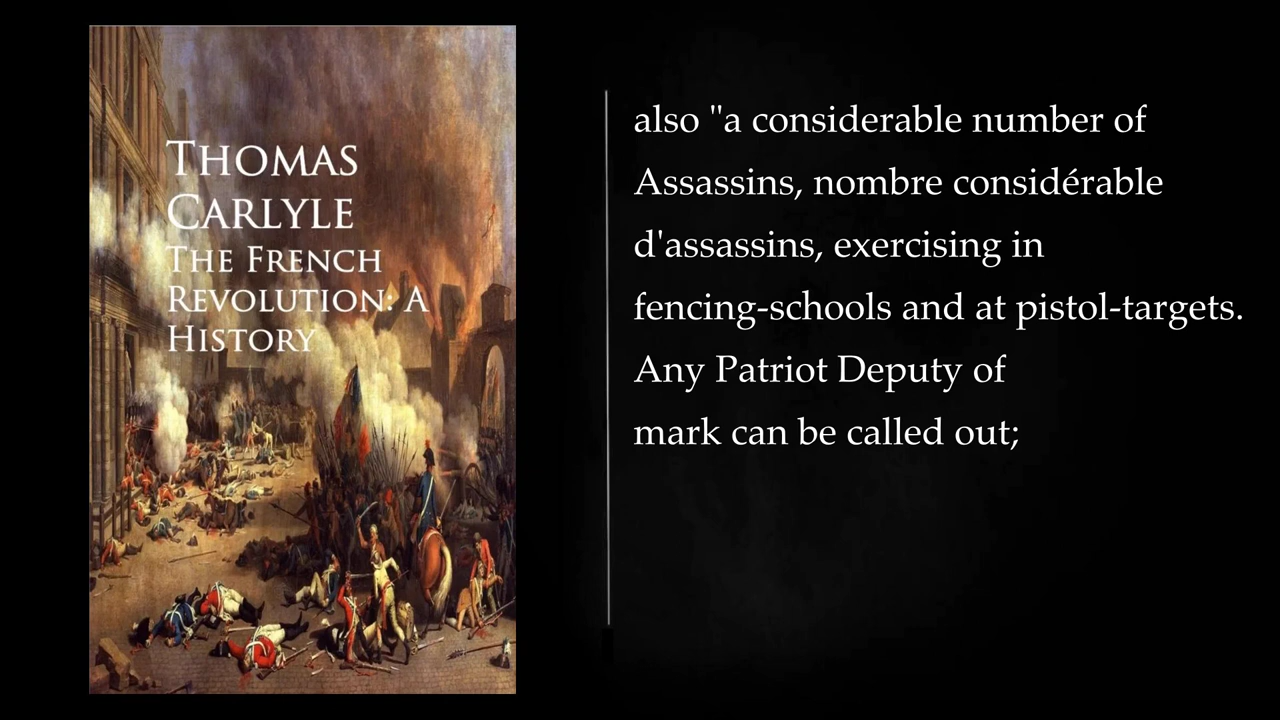 THOMAS
CARLYLE
THE FRENCH
REVOLUTION: A
HISTORY
also "a considerable number of
Assassins, nombre considérable
d'assassins, exercising in
fencing-schools and at pistol-targets.
Any Patriot Deputy of
mark can be called out;